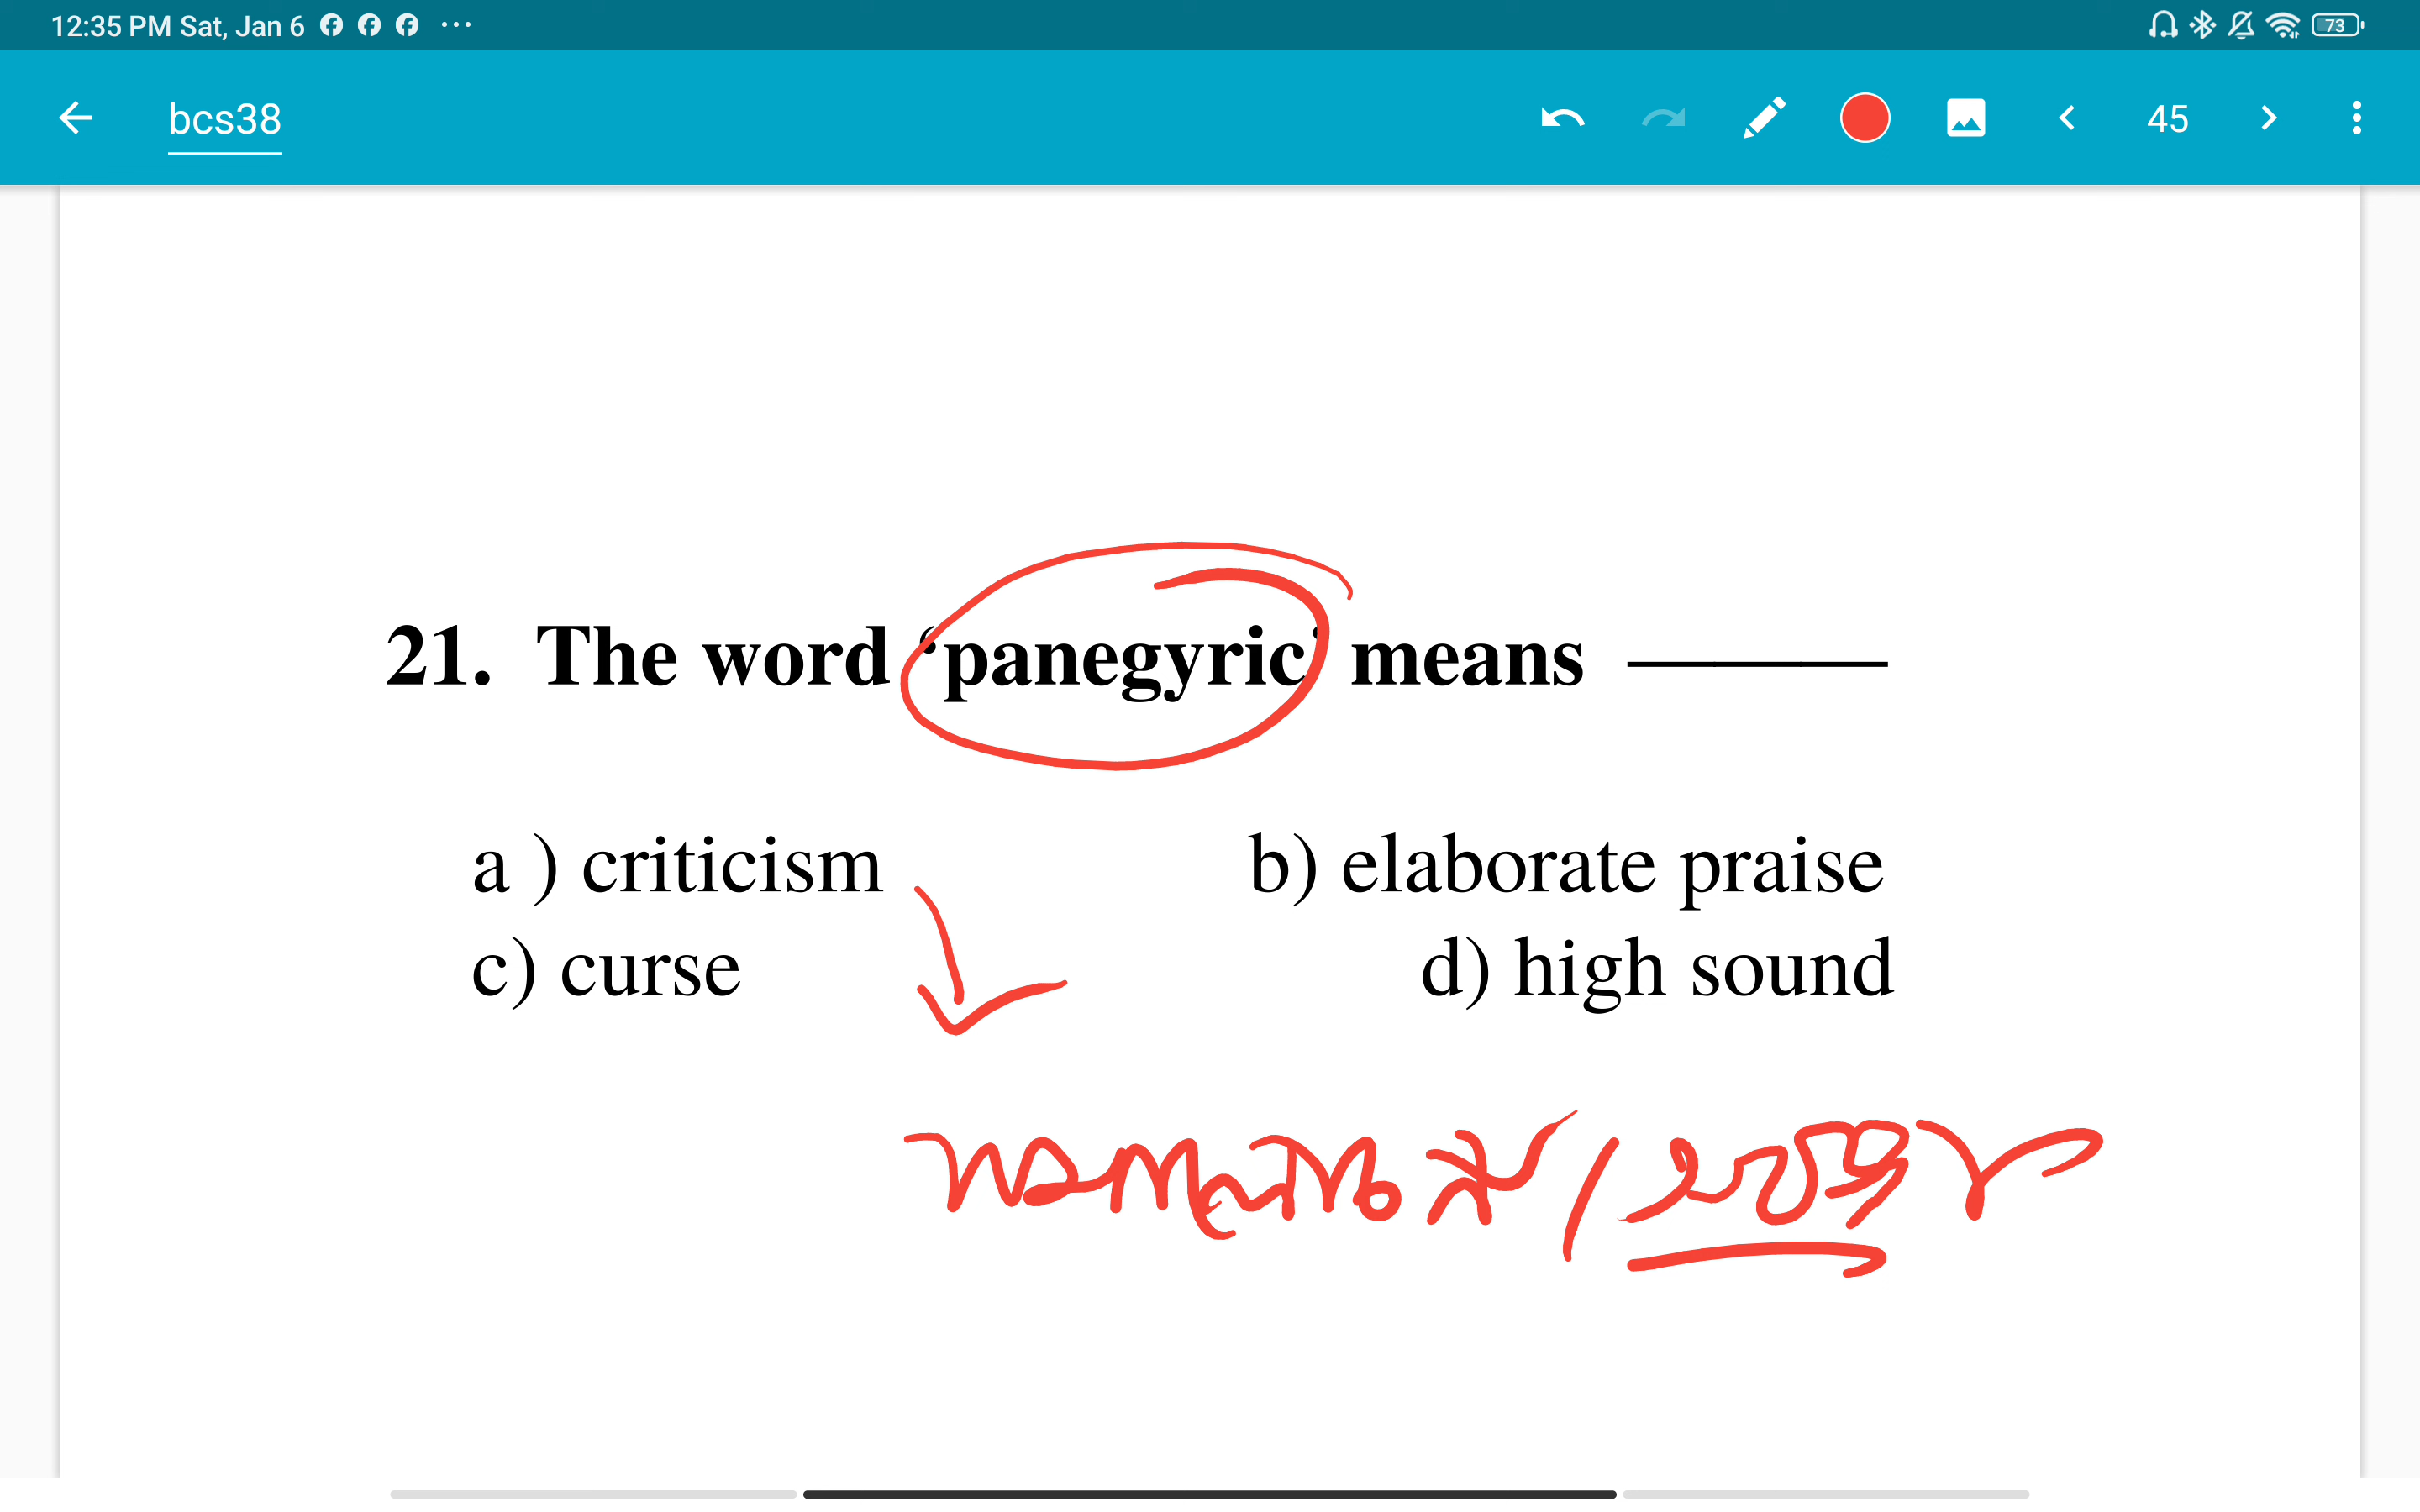 12:35 PM Sat, Jan 6 ... 73
bcs38 45
21. The word ‘panegyric’ means ________
a ) criticism b) elaborate praise
c) curse d) high sound